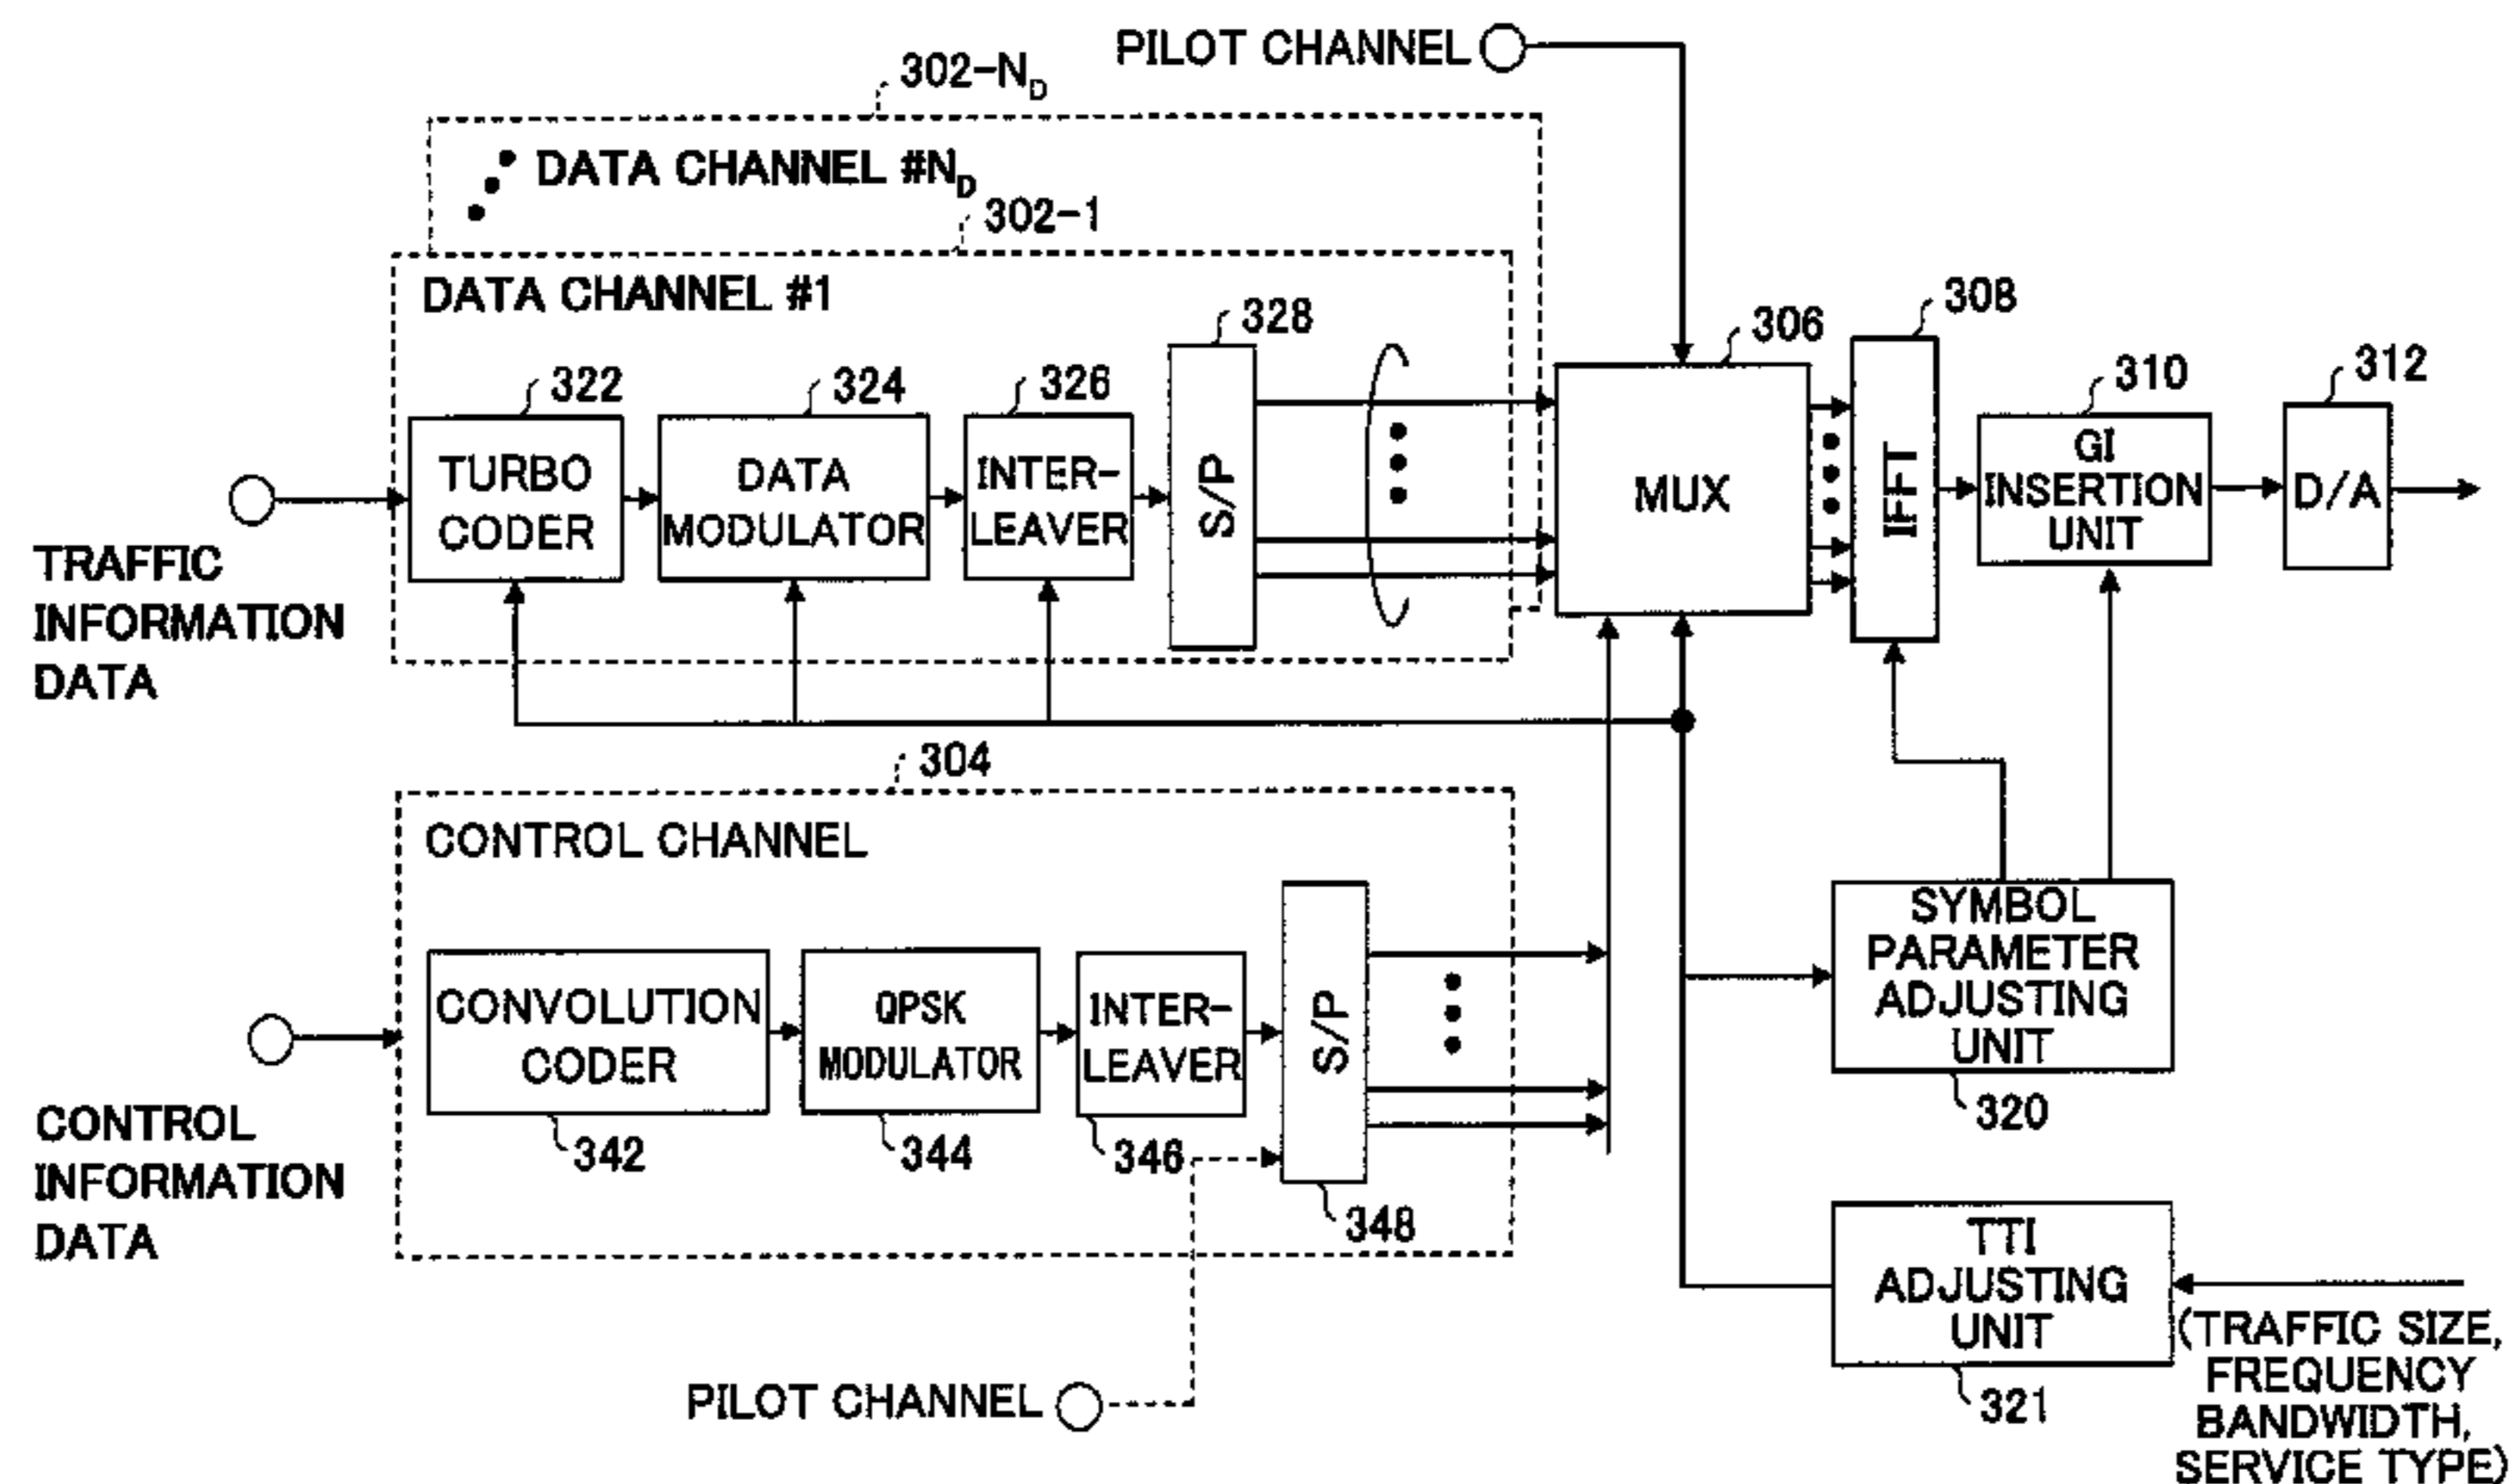 PILOT CHANNEL
302-N_D
DATA CHANNEL #N_D
302-1
DATA CHANNEL #1
328
306
308
322
324
326
310
312
TURBO
CODER
DATA
MODULATOR
INTER-
LEAVER
S/P
MUX
IFFT
GI
INSERTION
UNIT
D/A
TRAFFIC
INFORMATION
DATA
304
CONTROL CHANNEL
CONVOLUTION
CODER
QPSK
MODULATOR
INTER-
LEAVER
S/P
SYMBOL
PARAMETER
ADJUSTING
UNIT
320
342
344
346
348
CONTROL
INFORMATION
DATA
PILOT CHANNEL
TTI
ADJUSTING
UNIT
321
(TRAFFIC SIZE,
FREQUENCY
BANDWIDTH,
SERVICE TYPE)